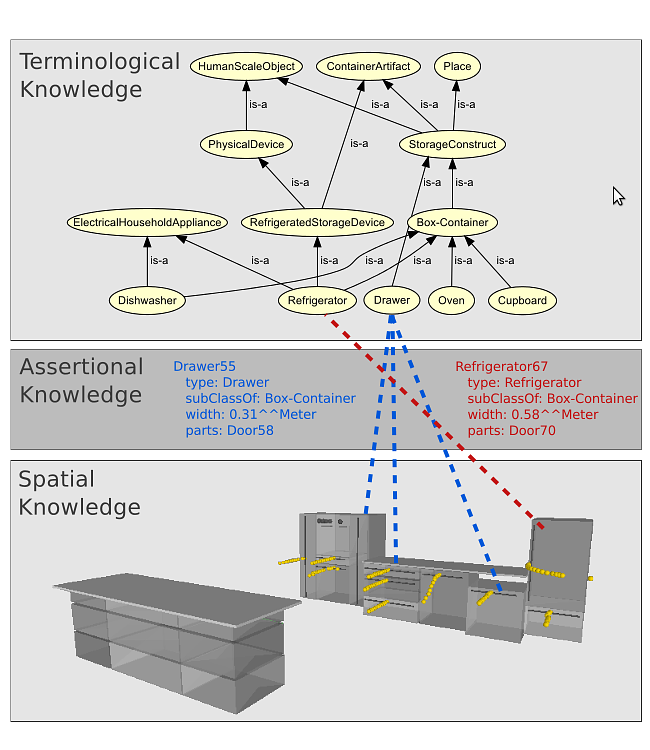 Terminological
Knowledge
HumanScaleObject
ContainerArtifact
Place
is-a
is-a
is-a
is-a
PhysicalDevice
is-a
StorageConstruct
is-a
is-a
is-a
ElectricalHouseholdAppliance
RefrigeratedStorageDevice
Box-Container
is-a
is-a
is-a
is-a
is-a
is-a
is-a
Dishwasher
Refrigerator
Drawer
Oven
Cupboard
Assertional
Knowledge
Drawer55
type: Drawer
subClassOf: Box-Container
width: 0.31^^Meter
parts: Door58
Refrigerator67
type: Refrigerator
subClassOf: Box-Container
width: 0.58^^Meter
parts: Door70
Spatial
Knowledge